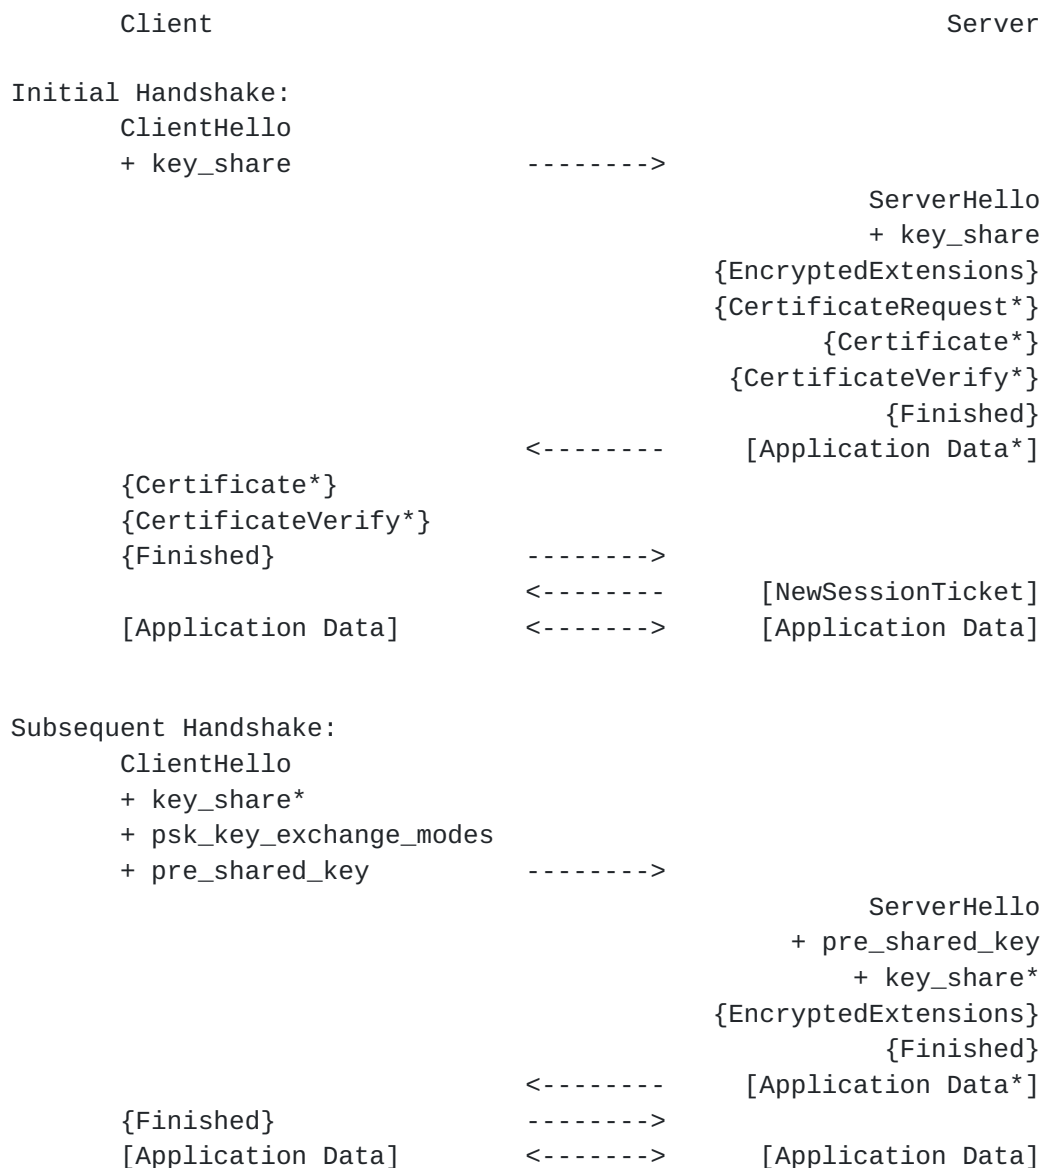 Client                                               Server

Initial Handshake:
       ClientHello
       + key_share               -------->
                                                       ServerHello
                                                       + key_share
                                             {EncryptedExtensions}
                                             {CertificateRequest*}
                                                    {Certificate*}
                                              {CertificateVerify*}
                                                        {Finished}
                                 <--------     [Application Data*]
       {Certificate*}
       {CertificateVerify*}
       {Finished}                -------->
                                 <--------      [NewSessionTicket]
       [Application Data]        <------->      [Application Data]


Subsequent Handshake:
       ClientHello
       + key_share*
       + psk_key_exchange_modes
       + pre_shared_key          -------->
                                                       ServerHello
                                                  + pre_shared_key
                                                      + key_share*
                                             {EncryptedExtensions}
                                                        {Finished}
                                 <--------     [Application Data*]
       {Finished}                -------->
       [Application Data]        <------->      [Application Data]